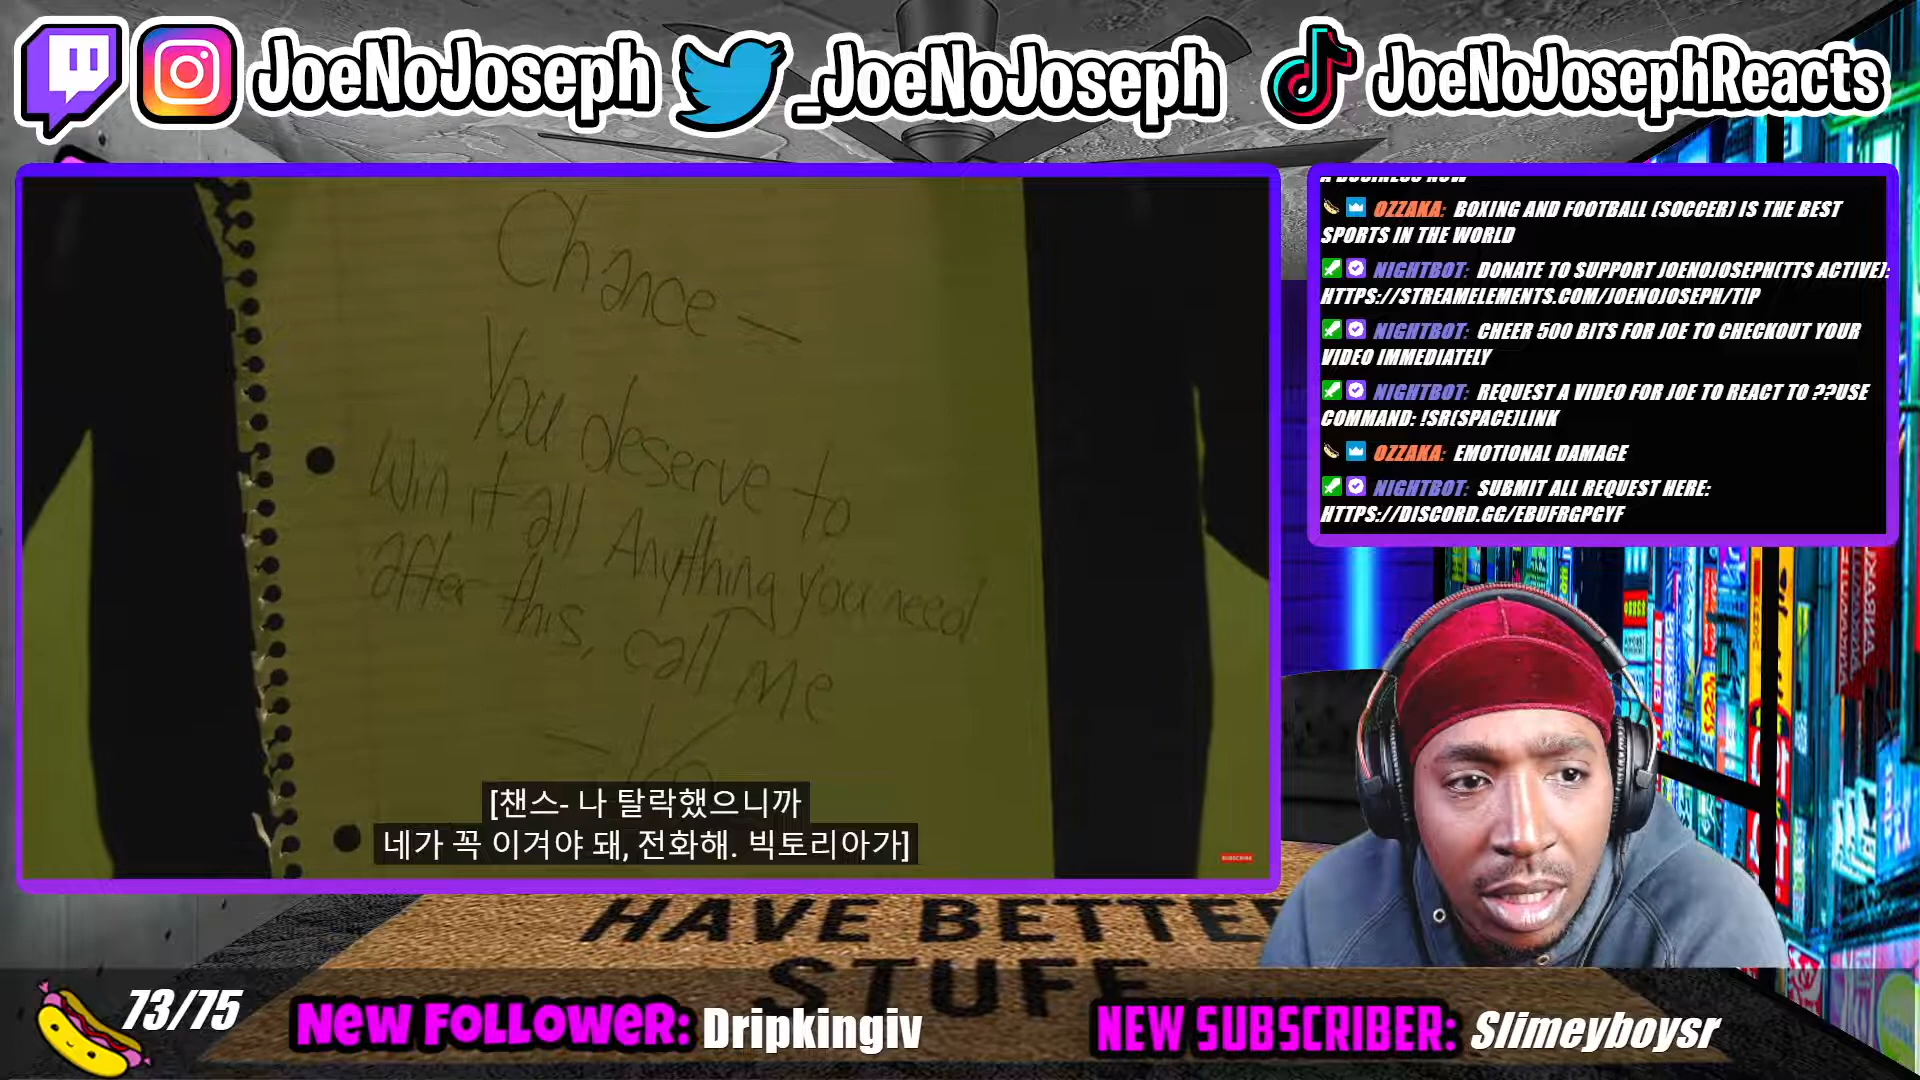 JoeNoJoseph
_JoeNoJoseph
JoeNoJosephReacts
Chance —
You deserve to
Win it all Anything you need
after this, call Me
[챈스- 나 탈락했으니까
네가 꼭 이겨야 돼, 전화해. 빅토리아가]
SUBSCRIBE
A BUSINESS NOW
OZZAKA: BOXING AND FOOTBALL (SOCCER) IS THE BEST
SPORTS IN THE WORLD
NIGHTBOT: DONATE TO SUPPORT JOENOJOSEPH(TTS ACTIVE):
HTTPS://STREAMELEMENTS.COM/JOENOJOSEPH/TIP
NIGHTBOT: CHEER 500 BITS FOR JOE TO CHECKOUT YOUR
VIDEO IMMEDIATELY
NIGHTBOT: REQUEST A VIDEO FOR JOE TO REACT TO ??USE
COMMAND: !SR(SPACE)LINK
OZZAKA: EMOTIONAL DAMAGE
NIGHTBOT: SUBMIT ALL REQUEST HERE:
HTTPS://DISCORD.GG/EBUFRGPGYF
HAVE BETTE
STUFF
73/75
NEW FOLLOWER: Dripkingiv
NEW SUBSCRIBER: Slimeyboysr